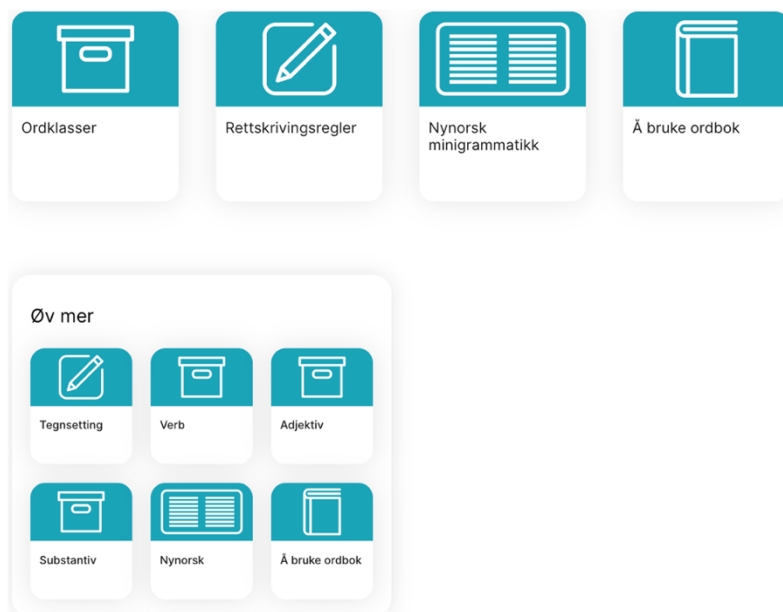 Ordklasser
Rettskrivingsregler
Nynorsk
minigrammatikk
Å bruke ordbok
Øv mer
Tegnsetting
Verb
Adjektiv
Substantiv
Nynorsk
Å bruke ordbok